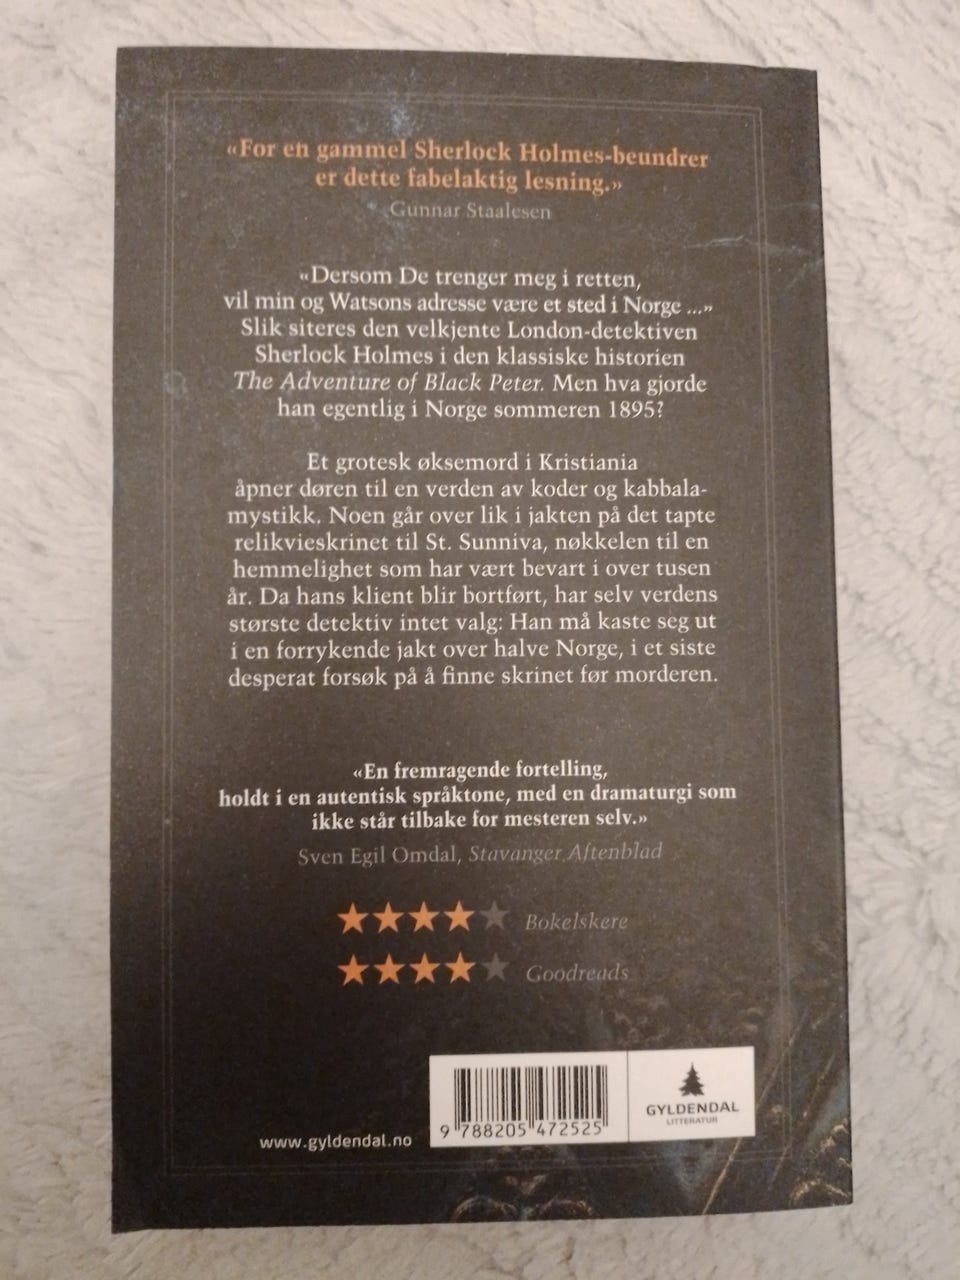 «For en gammel Sherlock Holmes-beundrer
er dette fabelaktig lesning.»
Gunnar Staalesen
«Dersom De trenger meg i retten,
vil min og Watsons adresse være et sted i Norge ...»
Slik siteres den velkjente London-detektiven
Sherlock Holmes i den klassiske historien
The Adventure of Black Peter. Men hva gjorde
han egentlig i Norge sommeren 1895?
Et grotesk øksemord i Kristiania
åpner døren til en verden av koder og kabbala-
mystikk. Noen går over lik i jakten på det tapte
relikvieskrinet til St. Sunniva, nøkkelen til en
hemmelighet som har vært bevart i over tusen
år. Da hans klient blir bortført, har selv verdens
største detektiv intet valg: Han må kaste seg ut
i en forrykende jakt over halve Norge, i et siste
desperat forsøk på å finne skrinet før morderen.
«En fremragende fortelling,
holdt i en autentisk språktone, med en dramaturgi som
ikke står tilbake for mesteren selv.»
Sven Egil Omdal, Stavanger Aftenblad
Bokelskere
Goodreads
www.gyldendal.no
9 788205 472525
GYLDENDAL
LITTERATUR